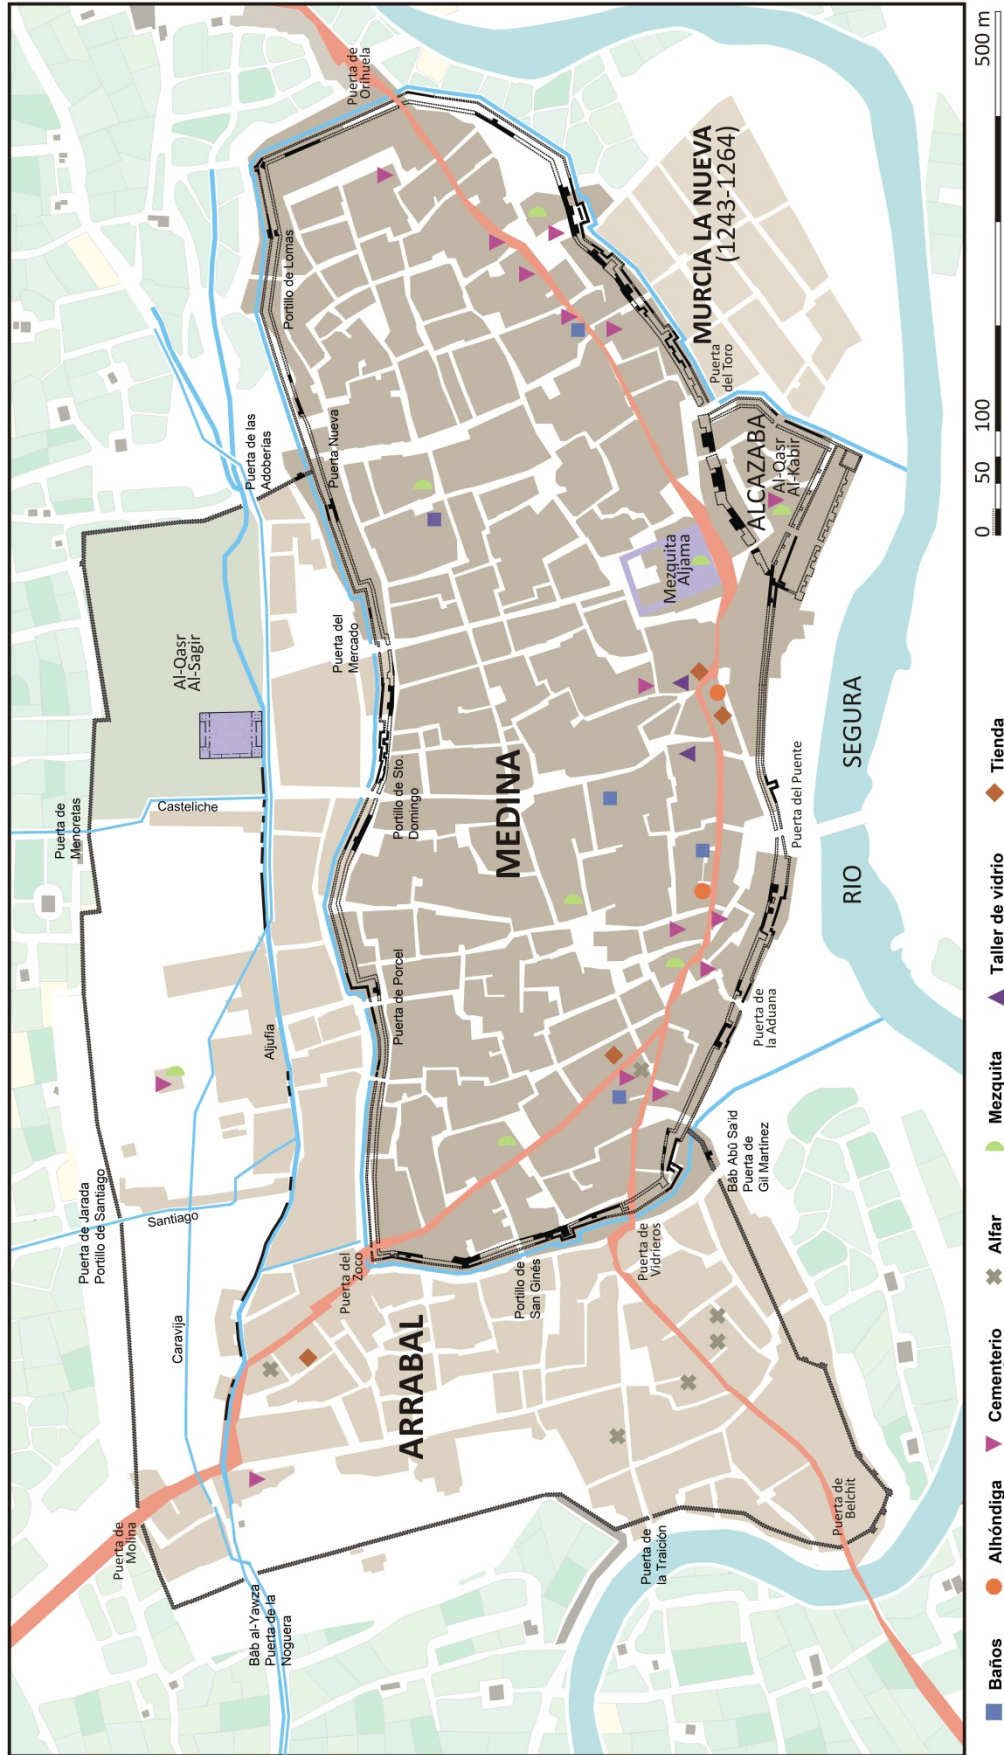 Puerta de
Molina
Bâb al-Yawza
Puerta de la
Noguera
Caravija
Santiago
Puerta de Jarada
Portillo de Santiago
Aljufía
Puerta de
Menoretas
Casteliche
Al-Qasr
Al-Sagir
Puerta de las
Adoberías
Puerta del
Zoco
Puerta de Porcel
Portillo de Sto.
Domingo
Puerta del
Mercado
Puerta Nueva
Portillo de Lomas
Puerta de
Orihuela
ARRABAL
MEDINA
Portillo de
San Ginés
Puerta de
Vidrieros
Bâb Abû Sa'id
Puerta de
Gil Martinez
Puerta de
la Traición
Puerta de
Belchit
Puerta de
la Aduana
Puerta del Puente
Mezquita
Aljama
ALCAZABA
Al-Qasr
Al-Kabir
Puerta
del Toro
MURCIA LA NUEVA
(1243-1264)
RIO SEGURA
Baños
Alhóndiga
Cementerio
Alfar
Mezquita
Taller de vidrio
Tienda
0 50 100 500 m